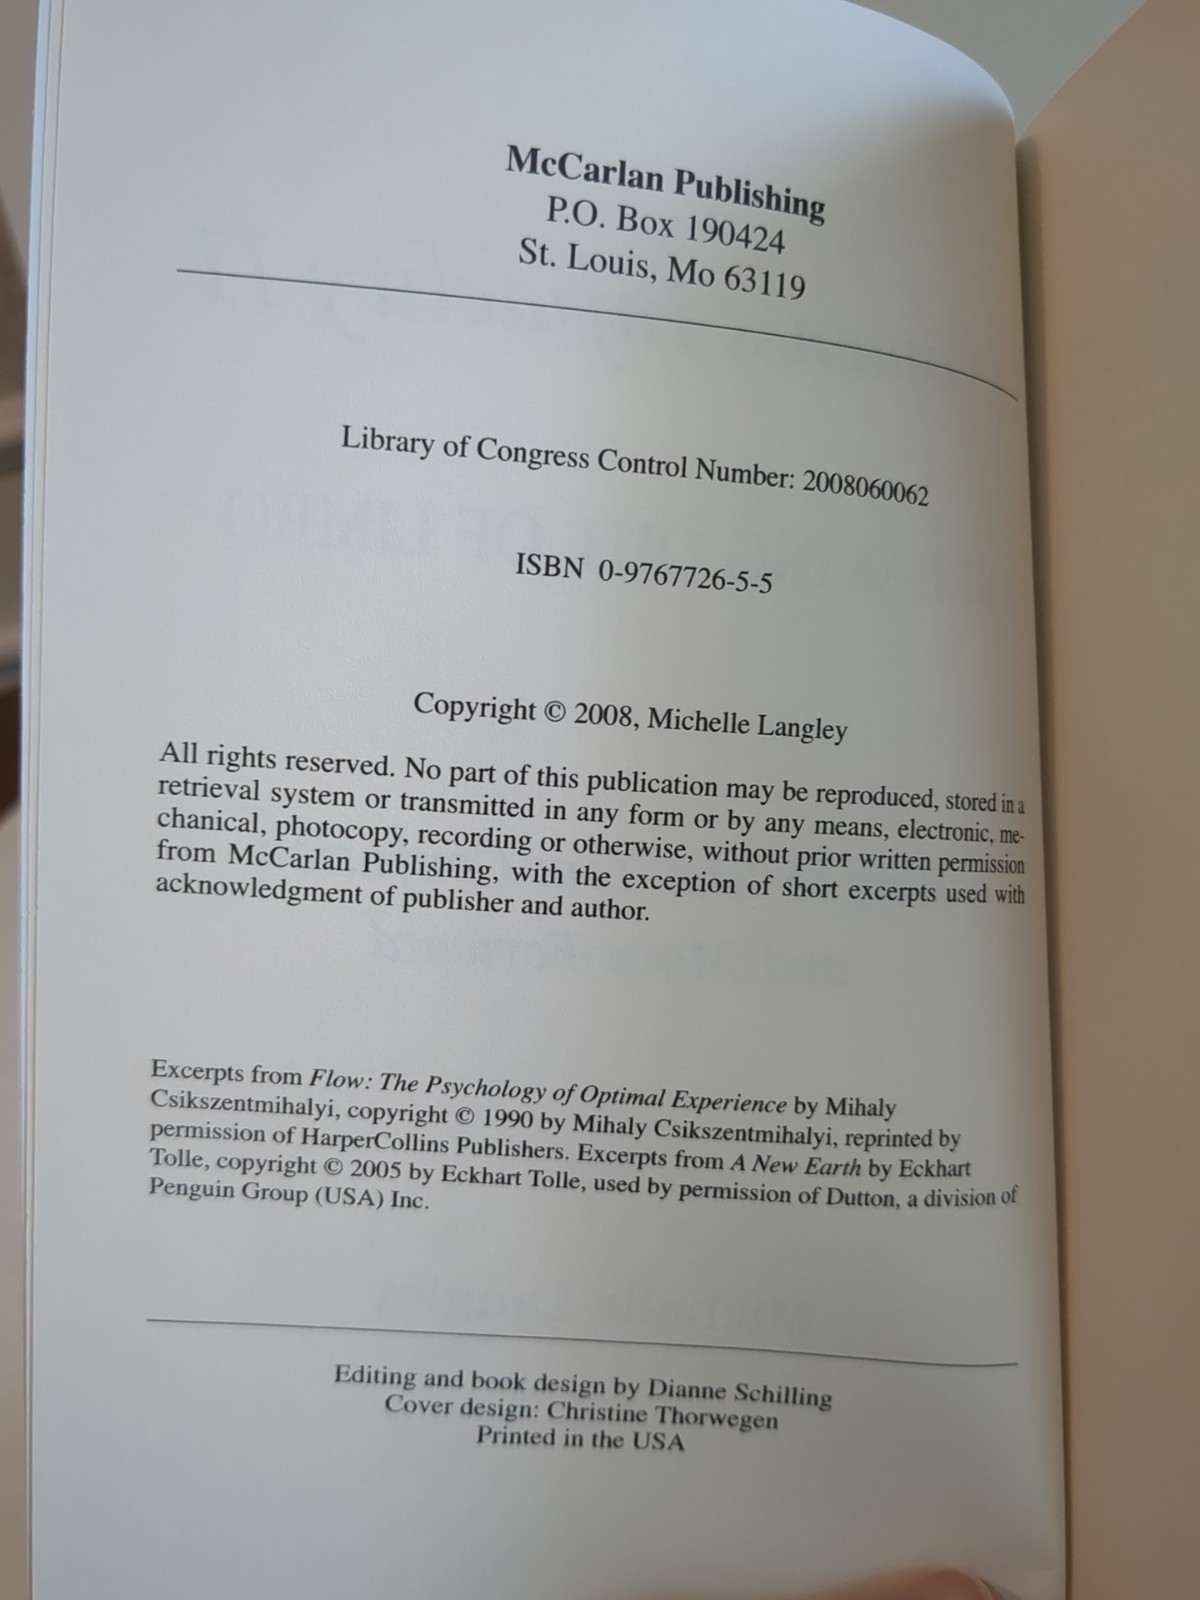 McCarlan Publishing
P.O. Box 190424
St. Louis, Mo 63119
Library of Congress Control Number: 2008060062
ISBN 0-9767726-5-5
Copyright © 2008, Michelle Langley
All rights reserved. No part of this publication may be reproduced, stored in a
retrieval system or transmitted in any form or by any means, electronic, me-
chanical, photocopy, recording or otherwise, without prior written permission
from McCarlan Publishing, with the exception of short excerpts used with
acknowledgment of publisher and author.
Excerpts from Flow: The Psychology of Optimal Experience by Mihaly
Csikszentmihalyi, copyright © 1990 by Mihaly Csikszentmihalyi, reprinted by
permission of HarperCollins Publishers. Excerpts from A New Earth by Eckhart
Tolle, copyright © 2005 by Eckhart Tolle, used by permission of Dutton, a division of
Penguin Group (USA) Inc.
Editing and book design by Dianne Schilling
Cover design: Christine Thorwegen
Printed in the USA